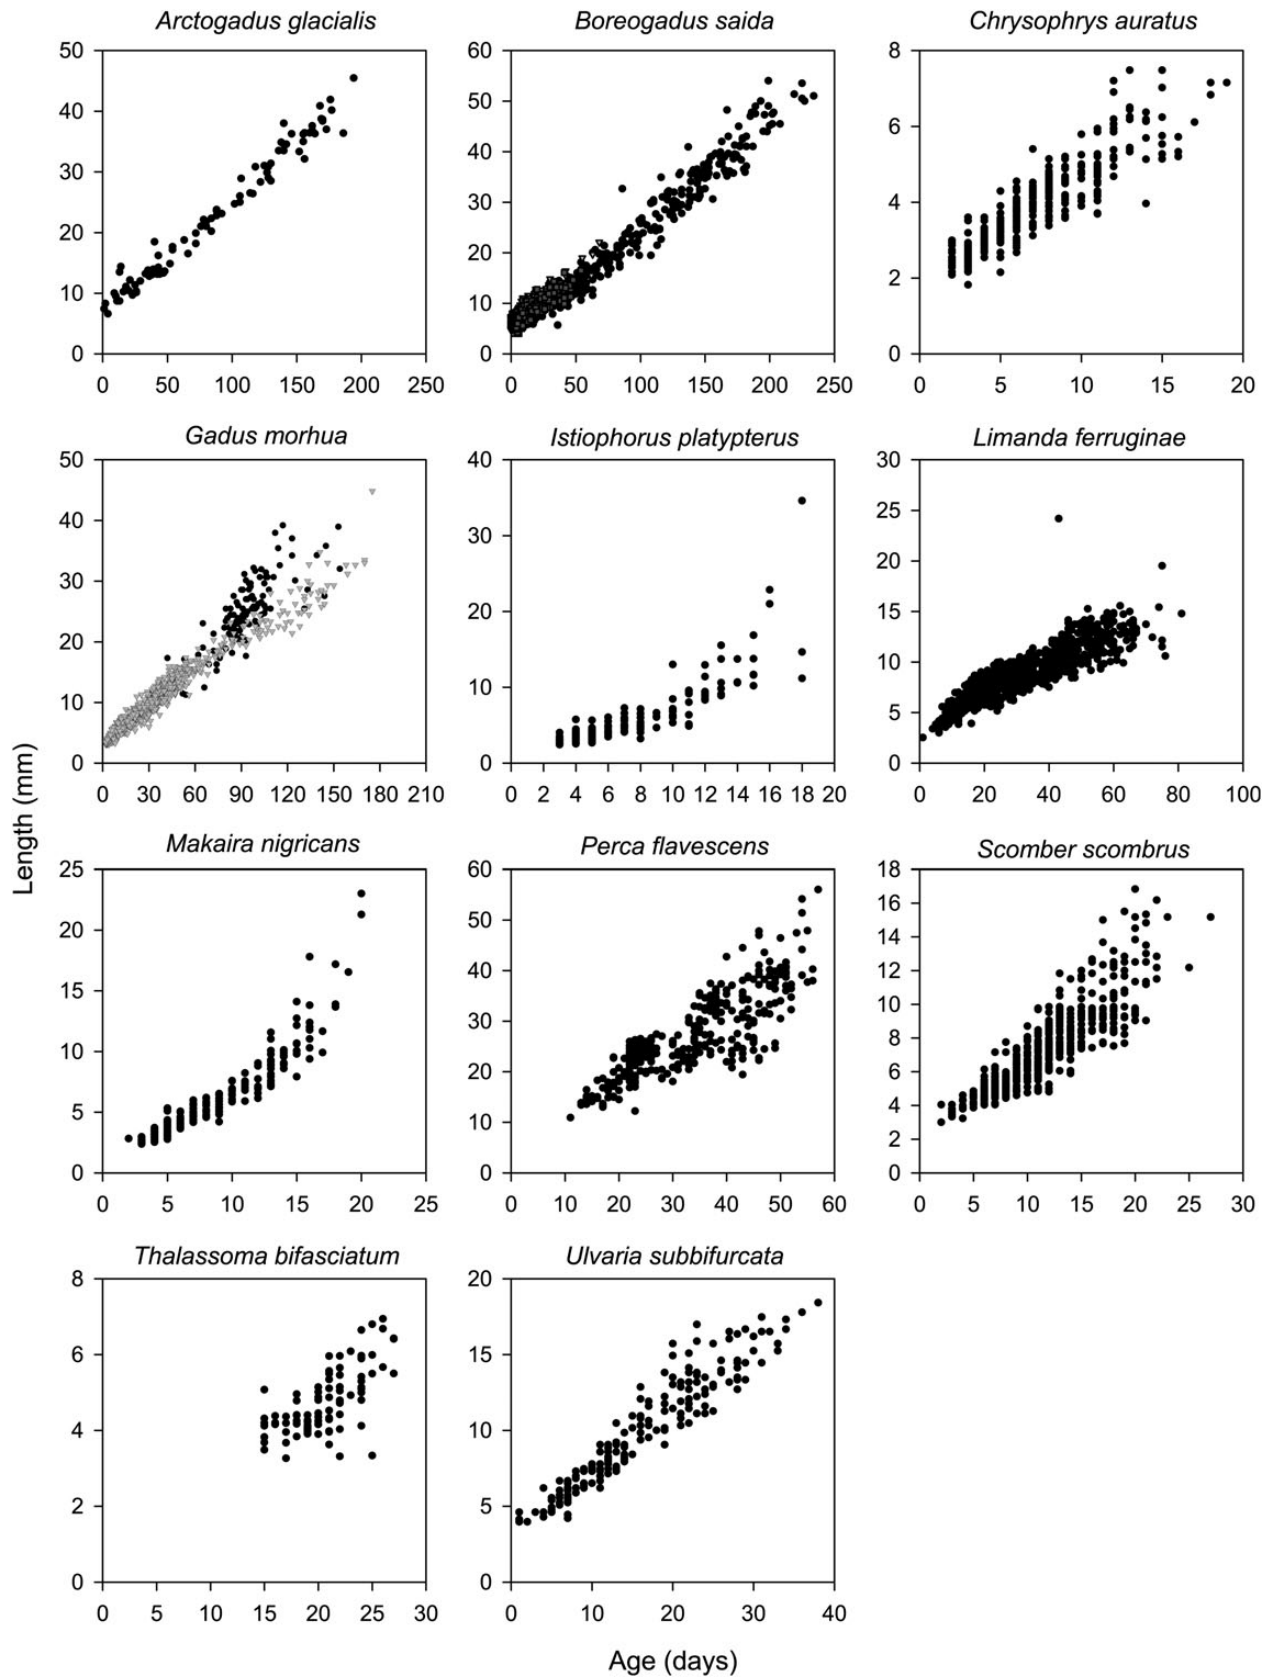 Arctogadus glacialis Boreogadus saida Chrysophrys auratus
50 60 8
40 50 6
30 40 4
20 30 2
10 20 0
0 10
0
0 50 100 150 200 250 0 50 100 150 200 250 0 5 10 15 20
Gadus morhua Istiophorus platypterus Limanda ferruginae
50 40 30
40 30 25
30 20 20
20 10 15
10 0 10
0 5
0
0 30 60 90 120 150 180 210 0 2 4 6 8 10 12 14 16 18 20 0 20 40 60 80 100
Length (mm)
Makaira nigricans Perca flavescens Scomber scombrus
25 60 18
20 50 16
15 40 14
10 30 12
5 20 10
0 10 8
0 6
4
2
0
0 5 10 15 20 25 0 10 20 30 40 50 60 0 5 10 15 20 25 30
Thalassoma bifasciatum Ulvaria subbifurcata
8 20
6 15
4 10
2 5
0 0
0 5 10 15 20 25 30 0 10 20 30 40
Age (days)